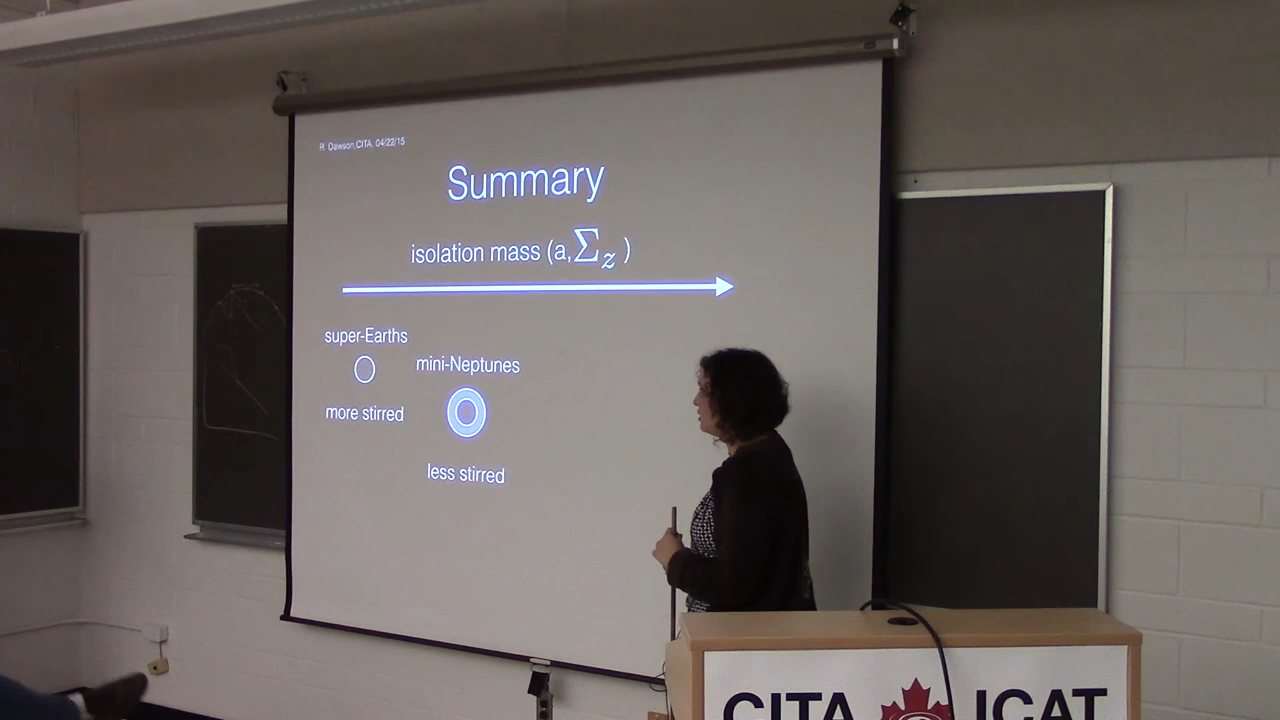 R. Dawson, CITA, 04/22/15
Summary
isolation mass (a,Σz)
super-Earths
mini-Neptunes
more stirred
less stirred
CITA ICAT